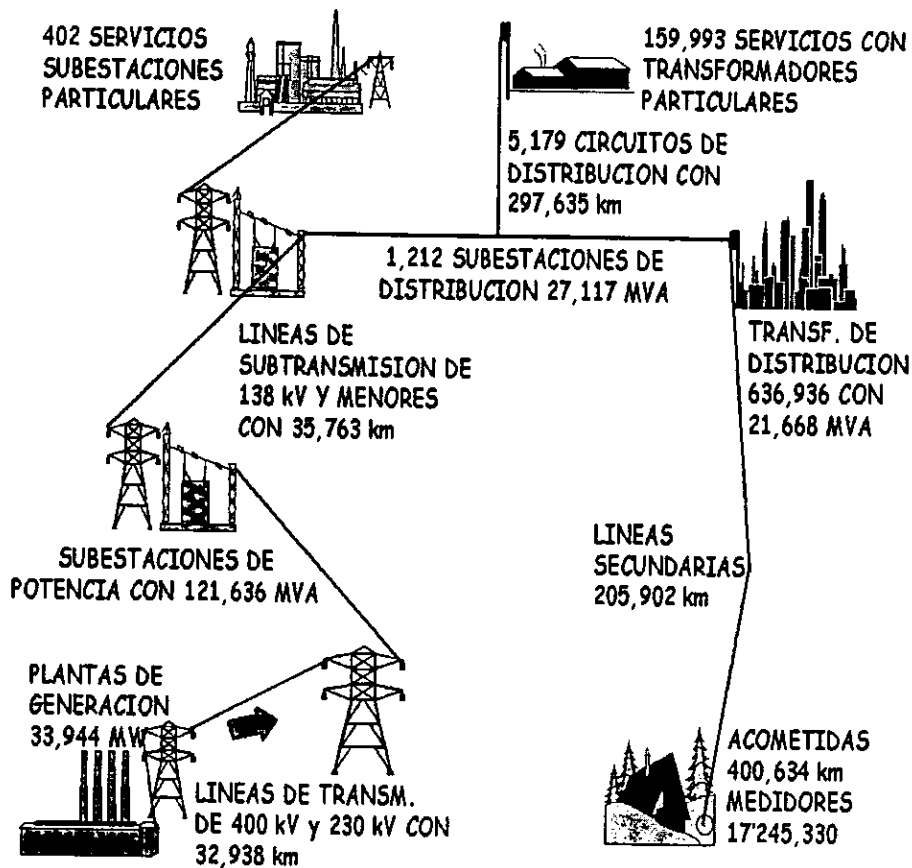 402 SERVICIOS
SUBESTACIONES
PARTICULARES
159,993 SERVICIOS CON
TRANSFORMADORES
PARTICULARES
5,179 CIRCUITOS DE
DISTRIBUCION CON
297,635 km
1,212 SUBESTACIONES DE
DISTRIBUCION 27,117 MVA
LINEAS DE
SUBTRANSMISION DE
138 kV Y MENORES
CON 35,763 km
TRANSF. DE
DISTRIBUCION
636,936 CON
21,668 MVA
SUBESTACIONES DE
POTENCIA CON 121,636 MVA
LINEAS
SECUNDARIAS
205,902 km
PLANTAS DE
GENERACION
33,944 MW
LINEAS DE TRANSM.
DE 400 kV y 230 kV CON
32,938 km
ACOMETIDAS
400,634 km
MEDIDORES
17'245,330